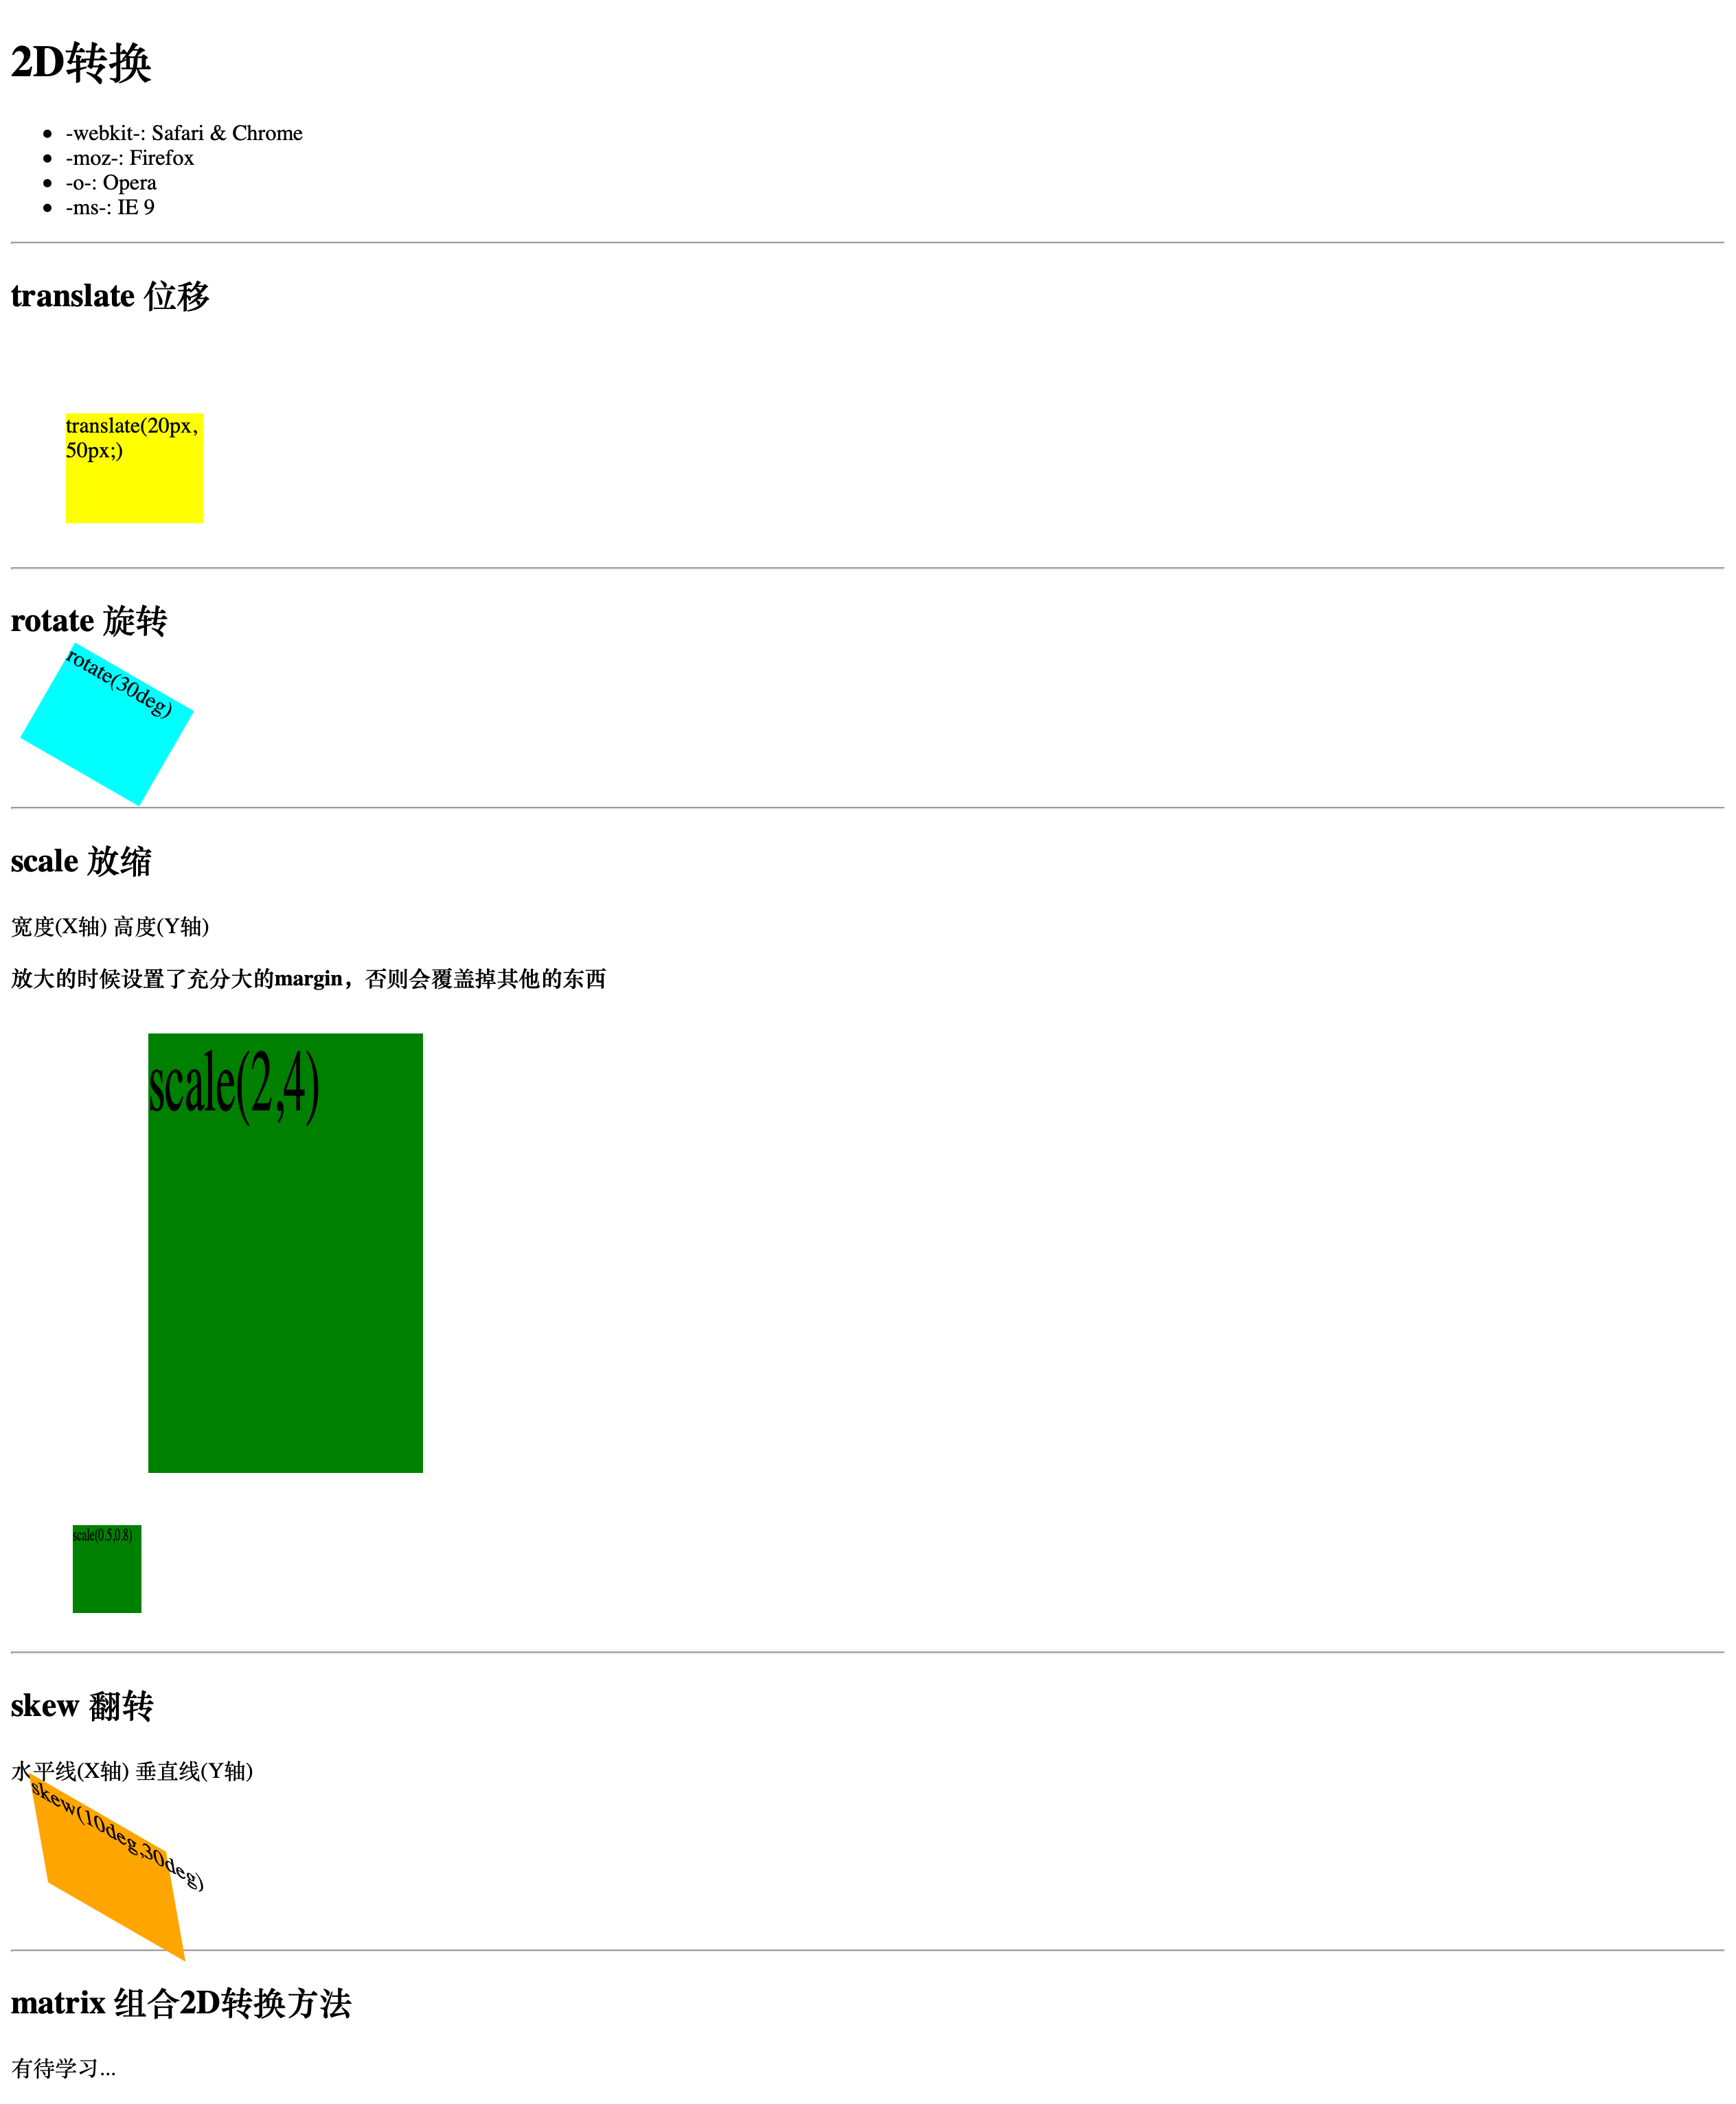 2D转换
-webkit-: Safari & Chrome
-moz-: Firefox
-o-: Opera
-ms-: IE 9
translate 位移
translate(20px,
50px;)
rotate 旋转
rotate(30deg)
scale 放缩
宽度(X轴) 高度(Y轴)
放大的时候设置了充分大的margin，否则会覆盖掉其他的东西
scale(2,4)
scale(0.5,0.8)
skew 翻转
水平线(X轴) 垂直线(Y轴)
skew(10deg,30deg)
matrix 组合2D转换方法
有待学习...